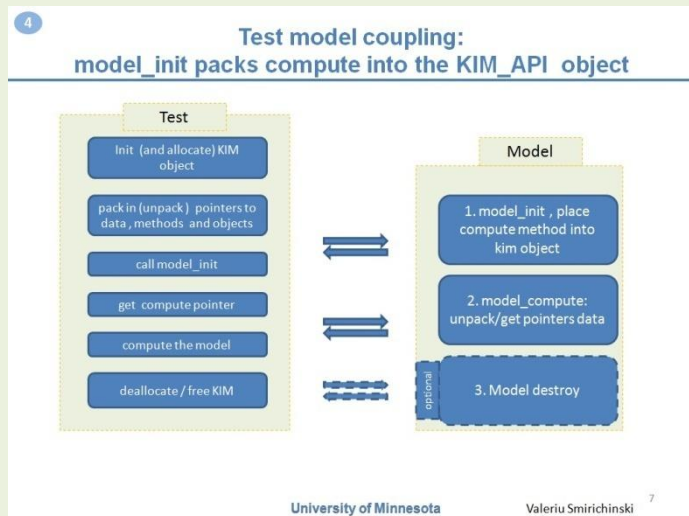 4
Test model coupling:
model_init packs compute into the KIM_API object
Test
Init (and allocate) KIM
object
pack in (unpack) pointers to
data , methods and objects
call model_init
get compute pointer
compute the model
deallocate / free KIM
Model
1. model_init , place
compute method into
kim object
2. model_compute:
unpack/get pointers data
optional
3. Model destroy
University of Minnesota
Valeriu Smirichinski
7